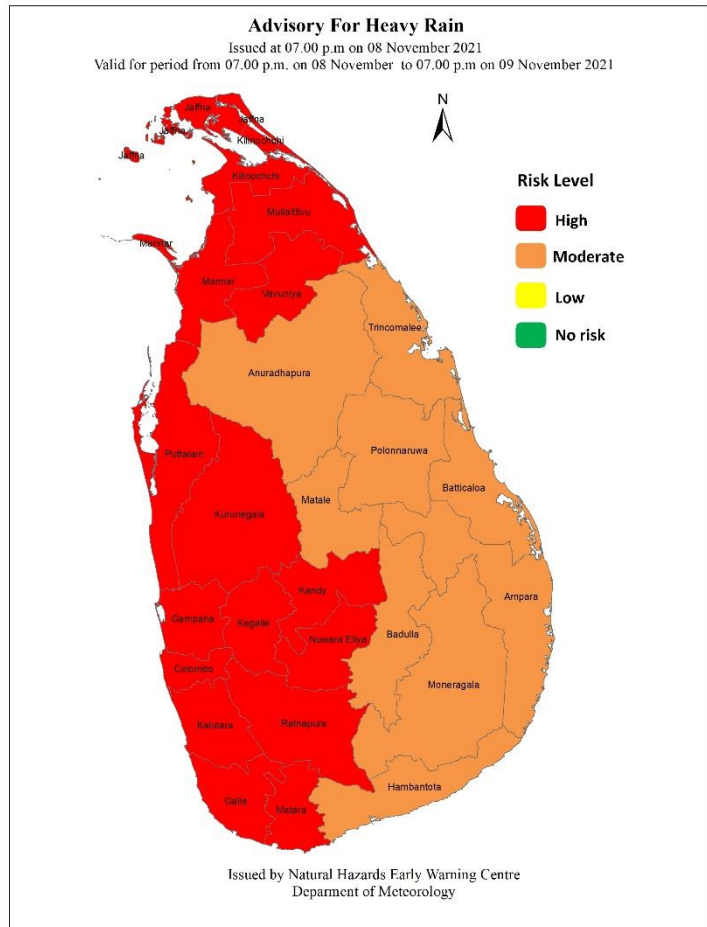 Advisory For Heavy Rain
Issued at 07.00 p.m on 08 November 2021
Valid for period from 07.00 p.m. on 08 November to 07.00 p.m on 09 November 2021
N
Jaffna
Jaffna
Jaffna
Kilinochchi
Jaffna
Kilinochchi
Mullaittivu
Mannar
Mannar
Vavuniya
Trincomalee
Anuradhapura
Polonnaruwa
Puttalam
Batticaloa
Matale
Kurunegala
Kandy
Ampara
Gampaha
Kegalle
Nuwara Eliya
Badulla
Colombo
Moneragala
Kalutara
Ratnapura
Hambantota
Galle
Matara
Risk Level
High
Moderate
Low
No risk
Issued by Natural Hazards Early Warning Centre
Deparment of Meteorology